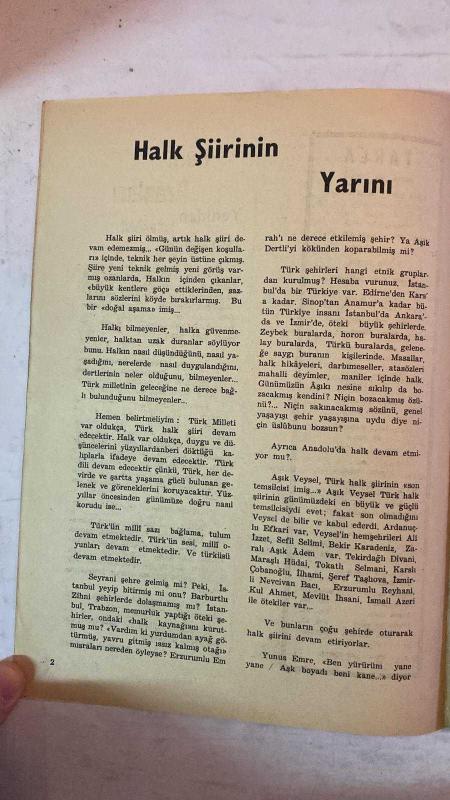 Halk Şiirinin
Yarını
Halk şiiri ölmüş, artık halk şiiri de-
vam edemezmiş... «Günün değişen koşulla-
rı» içinde, teknik her şeyin üstüne çıkmış.
Şiire yeni teknik gelmiş yeni görüş var-
mış ozanlarda, Halkın içinden çıkanlar,
«büyük kentlere göç» ettiklerinden, saz-
larını sözlerini köyde bırakırlarmış. Bu
bir «doğal aşama» imiş...
Halkı bilmeyenler, halka güvenme-
yenler, halktan uzak duranlar söylüyor
bunu. Halkın nasıl düşündüğünü, nasıl ya-
şadığını, nerelerde nasıl duygulandığını,
dertlerinin neler olduğunu, bilmeyenler...
Türk milletinin geleceğine ne derece bağ-
lı bulunduğunu bilmeyenler...
Hemen belirtmeliyim: Türk Milleti
var oldukça, Türk halk şiiri devam
edecektir. Halk var oldukça, duygu ve dü-
şüncelerini yüzyıllardanberi döktüğü ka-
lıplarla ifadeye devam edecektir. Türk
dili devam edecektir çünkü, Türk, her de-
virde ve şartta yaşama gücü bulunan ge-
lenek ve göreneklerini koruyacaktır. Yüz-
yıllar öncesinden günümüze doğru nasıl
korudu ise...
Türk'ün millî sazı bağlama, tulum
devam etmektedir. Türk'ün sesi, millî o-
yunları devam etmektedir. Ve türküsü
devam etmektedir.
Seyranî şehre gelmiş mi? Peki, İs-
tanbul yeyip bitirmiş mi onu? Barburtlu
Zihni şehirlerde dolaşmamış mı? İstan-
bul, Trabzon, memurluk yaptığı öteki şe-
hirler, ondaki «halk kaynağını kurut-
muş mu? «Vardım ki yurdumdan ayağ gö-
türmüş, yavru gitmiş ıssız kalmış otağı»
mısraları nereden öyleyse? Erzurumlu Em
2
rah'ı ne derece etkilemiş şehir? Ya Aşık
Dertli'yi kökünden koparabilmiş mi?
Türk şehirleri hangi etnik gruplar-
dan kurulmuş? Hesaba vurunuz, İstan-
bul'da bir Türkiye var. Edirne'den Kars'
a kadar. Sinop'tan Anamur'a kadar bü-
tün Türkiye insanı İstanbul'da Ankara'-
da ve İzmir'de, öteki büyük şehirlerde.
Zeybek buralarda, horon buralarda, ha-
lay buralarda, Türkü buralarda, gelene-
ğe saygı buranın kişilerinde. Masallar,
halk hikâyeleri, darbumeseller, atasözleri
mahalli deyimler, maniler içinde halk.
Günümüzün Âşıkı nesine sıkılıp da bo-
zacakmış kendini? Niçin bozacakmış özü-
nü?... Niçin sakınacakmış sözünü, genel
yaşayışı şehir yaşayışına uydu diye ni-
çin üslûbunu bozsun?
Ayrıca Anadolu'da halk devam etmi-
yor mu?.
Aşık Veysel, Türk halk şiirinin «son
temsilcisi imiş...» Aşık Veysel Türk halk
şiirinin günümüzdeki en büyük ve güçlü
temsilcisiydi evet; fakat son olmadığını
Veysel de bilir ve kabul ederdi. Ardanuç-
lu Efkari var, Veysel'in hemşehrileri Ali
İzzet, Sefil Selimi, Bekir Karadeniz, Za-
ralı Aşık Âdem var. Tekirdağlı Divani,
Maraşlı Hüdai, Tokatlı Selmani, Karslı
Çobanoğlu, İlhami, Şeref Taşhova, İzmir-
li Nevcivan Bacı, Erzurumlu Reyhani,
Kul Ahmet, Mevlüt İhsani, İsmail Azeri
ile ötekiler var...
Ve bunların çoğu şehirde oturarak
halk şiirini devam etiriyorlar.
Yunus Emre, «Ben yürürüm yane
yane / Aşk boyadı beni kane...» diyor